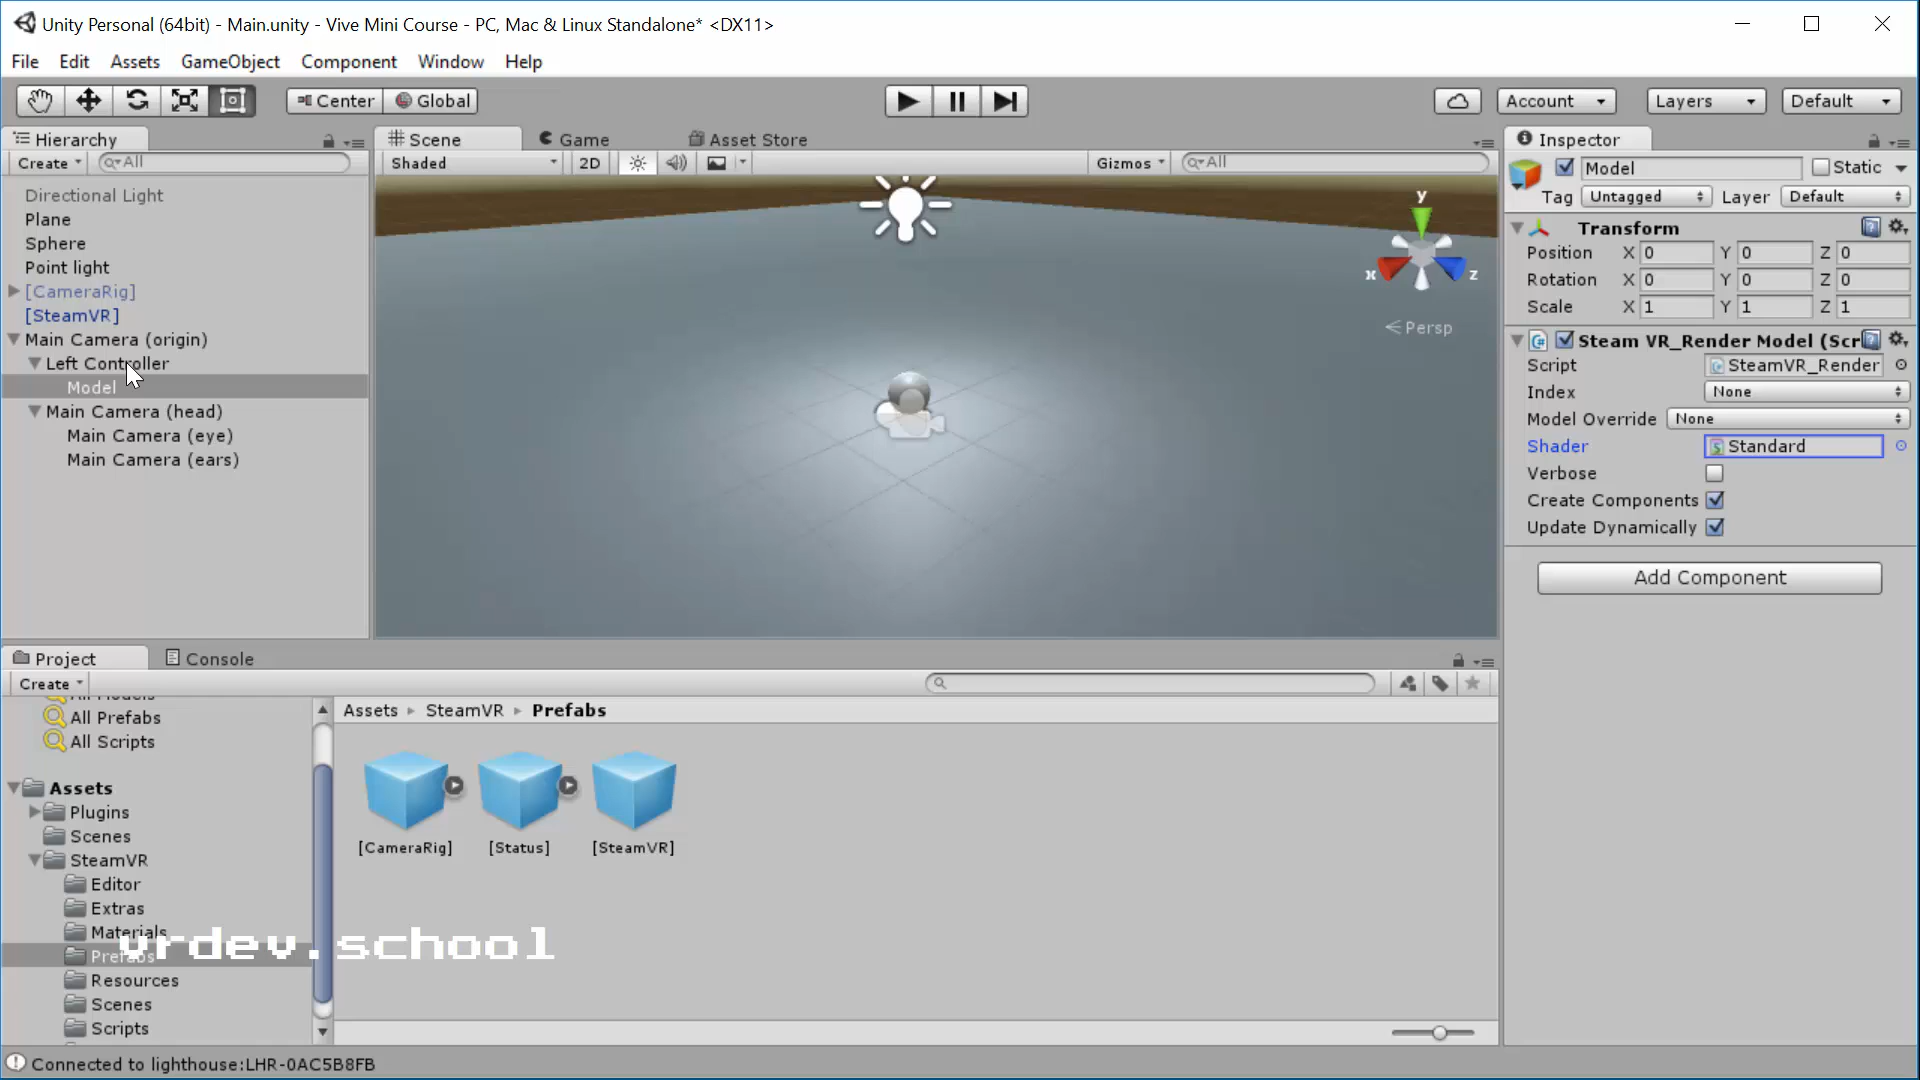 Unity Personal (64bit) - Main.unity - Vive Mini Course - PC, Mac & Linux Standalone* <DX11>
File Edit Assets GameObject Component Window Help
Center Global Account Layers Default
Hierarchy
Create All
Directional Light
Plane
Sphere
Point light
[CameraRig]
[SteamVR]
Main Camera (origin)
Left Controller
Model
Main Camera (head)
Main Camera (eye)
Main Camera (ears)
Scene Game Asset Store
Shaded 2D Gizmos All
y
x z
Persp
Inspector
Model Static
Tag Untagged Layer Default
Transform
Position X 0 Y 0 Z 0
Rotation X 0 Y 0 Z 0
Scale X 1 Y 1 Z 1
Steam VR_Render Model (Scr
Script SteamVR_Render
Index None
Model Override None
Shader Standard
Verbose
Create Components
Update Dynamically
Add Component
Project Console
Create
All Models
All Prefabs
All Scripts
Assets
Plugins
Scenes
SteamVR
Editor
Extras
Materials
Prefabs
Resources
Scenes
Scripts
Assets SteamVR Prefabs
[CameraRig] [Status] [SteamVR]
vrdev.school
Connected to lighthouse:LHR-0AC5B8FB